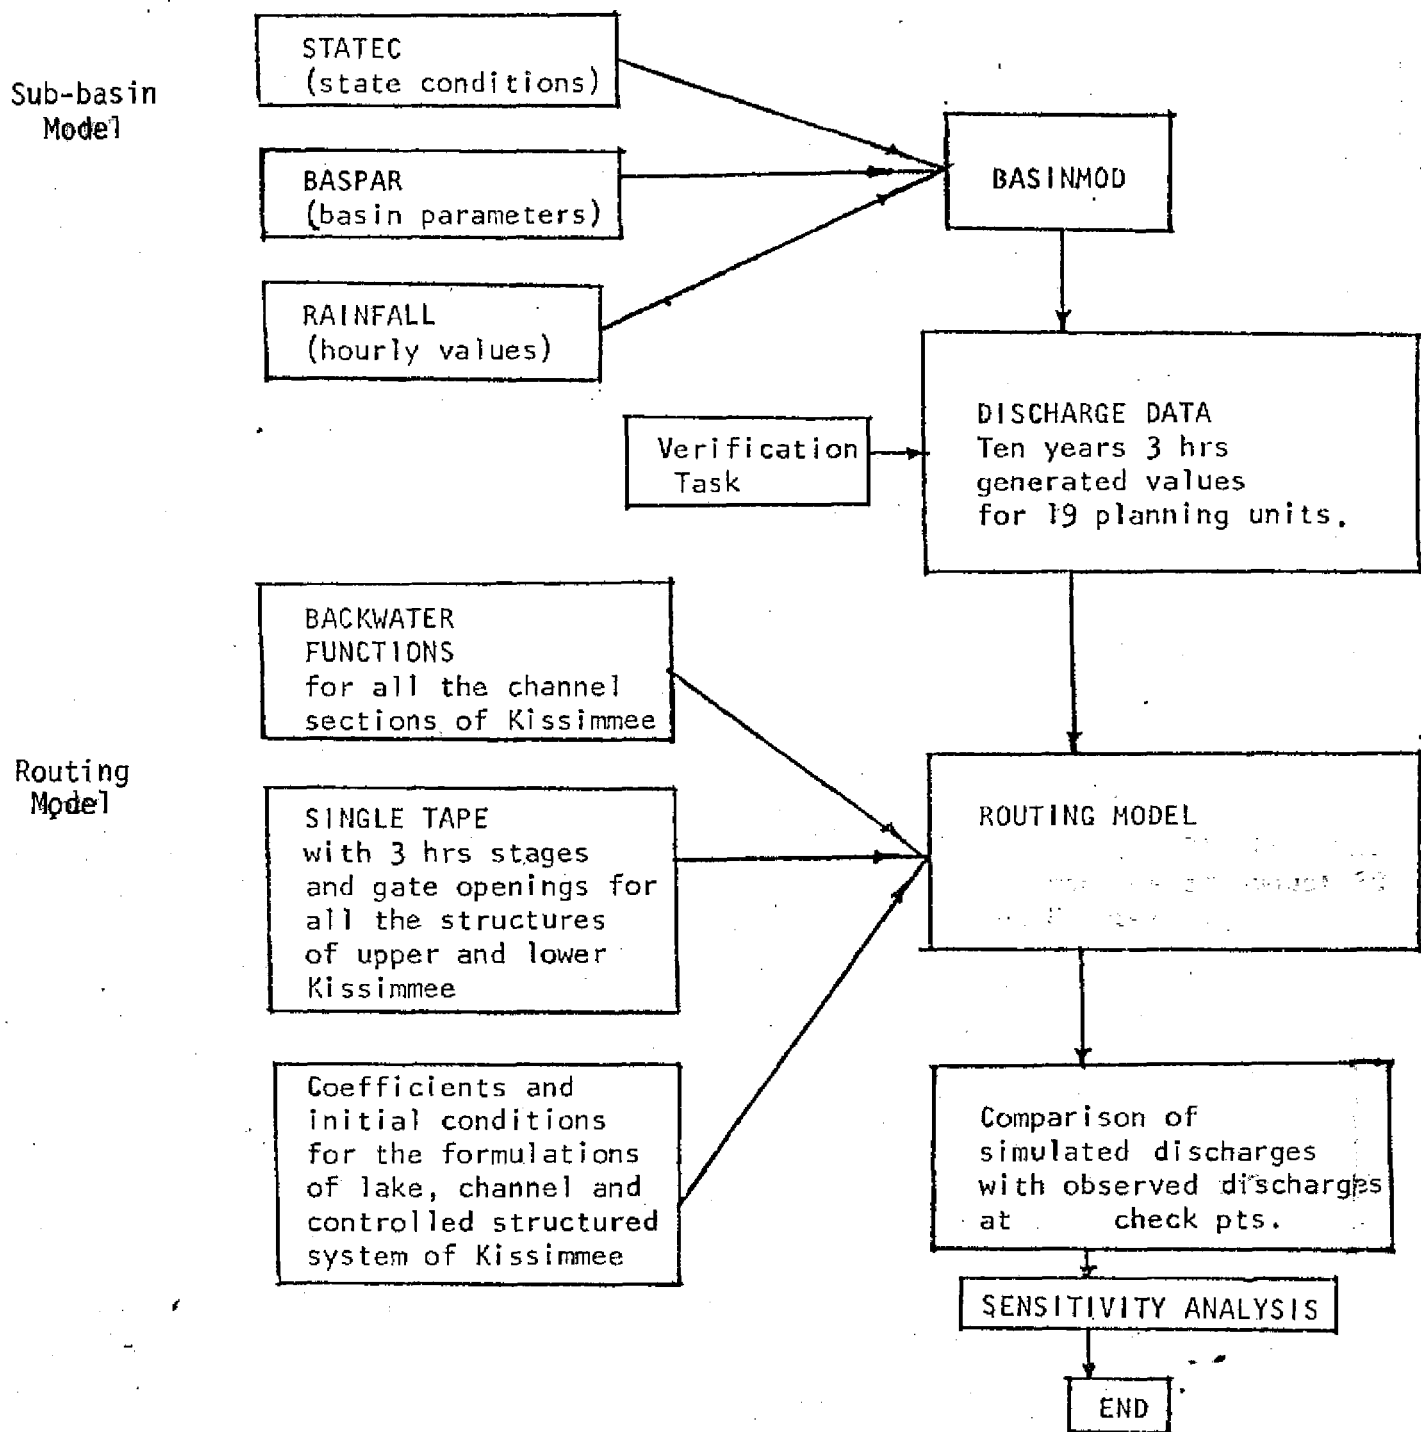 Sub-basin
Model
STATEC
(state conditions)
BASPAR
(basin parameters)
RAINFALL
(hourly values)
BASINMOD
Verification
Task
DISCHARGE DATA
Ten years 3 hrs
generated values
for 19 planning units.
Routing
Model
BACKWATER
FUNCTIONS
for all the channel
sections of Kissimmee
SINGLE TAPE
with 3 hrs stages
and gate openings for
all the structures
of upper and lower
Kissimmee
Coefficients and
initial conditions
for the formulations
of lake, channel and
controlled structured
system of Kissimmee
ROUTING MODEL
Comparison of
simulated discharges
with observed discharges
at check pts.
SENSITIVITY ANALYSIS
END